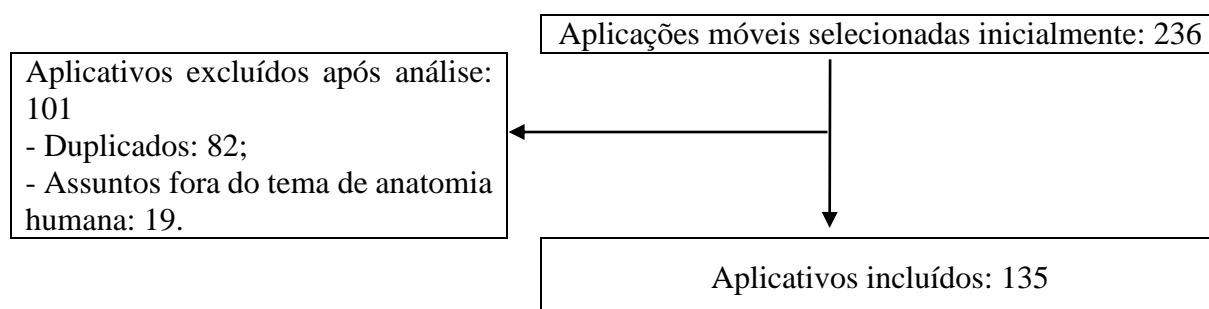 Aplicações móveis selecionadas inicialmente: 236
Aplicativos excluídos após análise:
101
- Duplicados: 82;
- Assuntos fora do tema de anatomia
humana: 19.
Aplicativos incluídos: 135